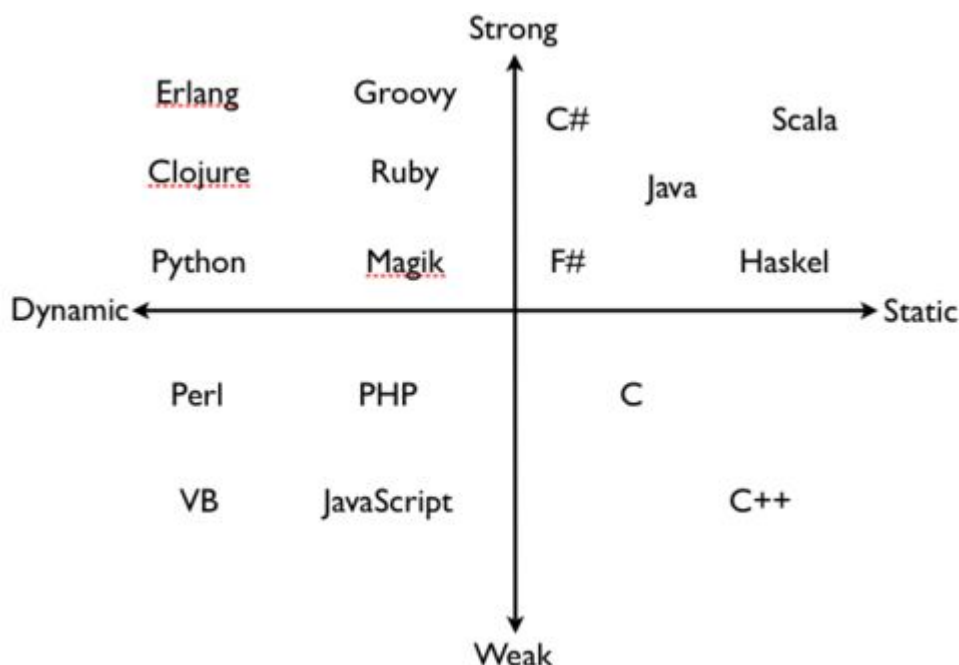 Strong
Erlang Groovy C# Scala
Clojure Ruby Java
Python Magik F# Haskel
Dynamic Static
Perl PHP C
VB JavaScript C++
Weak